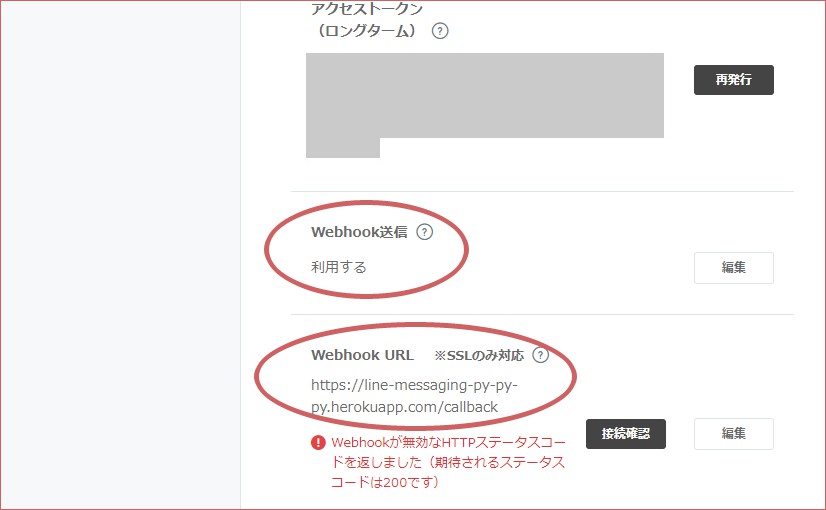 アクセストークン
（ロングターム） ?
再発行
Webhook送信 ?
利用する
編集
Webhook URL ※SSLのみ対応 ?
https://line-messaging-py-py-
py.herokuapp.com/callback
接続確認
編集
! Webhookが無効なHTTPステータスコー
ドを返しました（期待されるステータス
コードは200です）